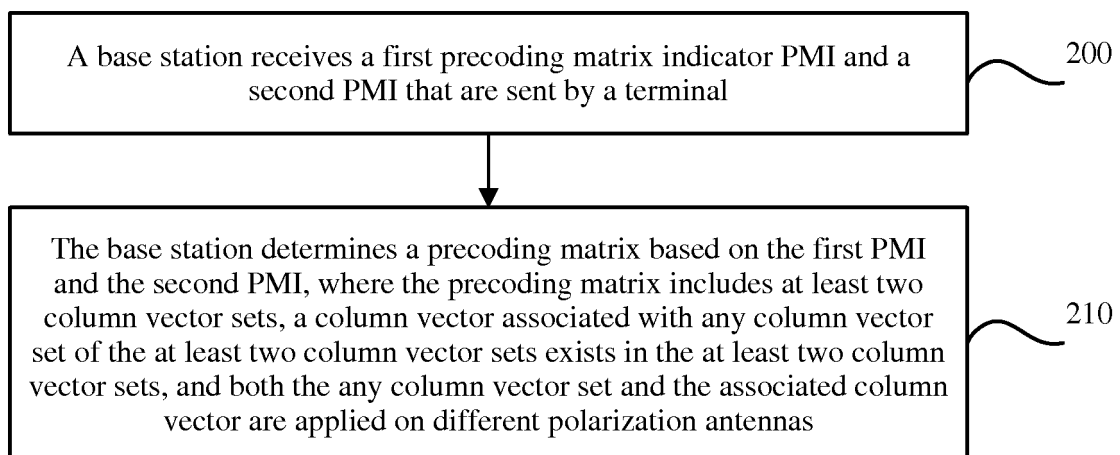 A base station receives a first precoding matrix indicator PMI and a
second PMI that are sent by a terminal
200
The base station determines a precoding matrix based on the first PMI
and the second PMI, where the precoding matrix includes at least two
column vector sets, a column vector associated with any column vector
set of the at least two column vector sets exists in the at least two column
vector sets, and both the any column vector set and the associated column
vector are applied on different polarization antennas
210